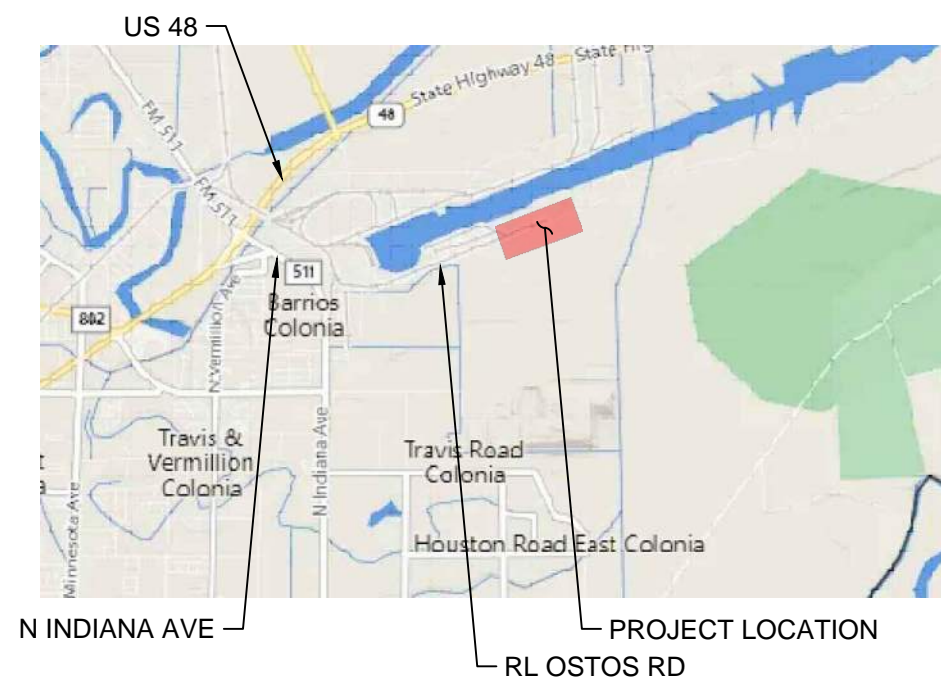 US 48
State Highway 48
State Hig
48
FM 511
FM 511
511
802
Barrios
Colonia
N Vermillion Ave
Travis &
Vermillion
Colonia
N Indiana Ave
Travis Road
Colonia
Minnesota Ave
Houston Road East Colonia
N INDIANA AVE
PROJECT LOCATION
RL OSTOS RD